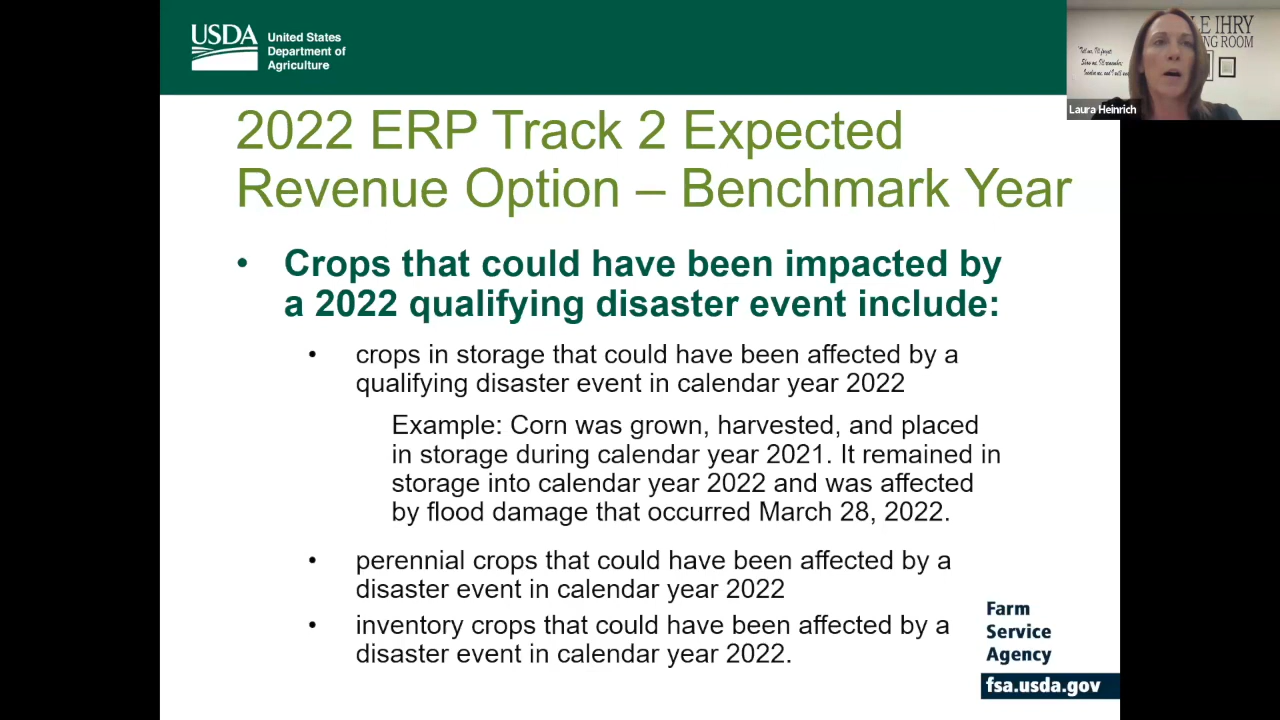 USDA
United States
Department of
Agriculture
LE IHRY
NG ROOM
Laura Heinrich
2022 ERP Track 2 Expected
Revenue Option – Benchmark Year
• Crops that could have been impacted by
a 2022 qualifying disaster event include:
• crops in storage that could have been affected by a
qualifying disaster event in calendar year 2022
Example: Corn was grown, harvested, and placed
in storage during calendar year 2021. It remained in
storage into calendar year 2022 and was affected
by flood damage that occurred March 28, 2022.
• perennial crops that could have been affected by a
disaster event in calendar year 2022
• inventory crops that could have been affected by a
disaster event in calendar year 2022.
Farm
Service
Agency
fsa.usda.gov